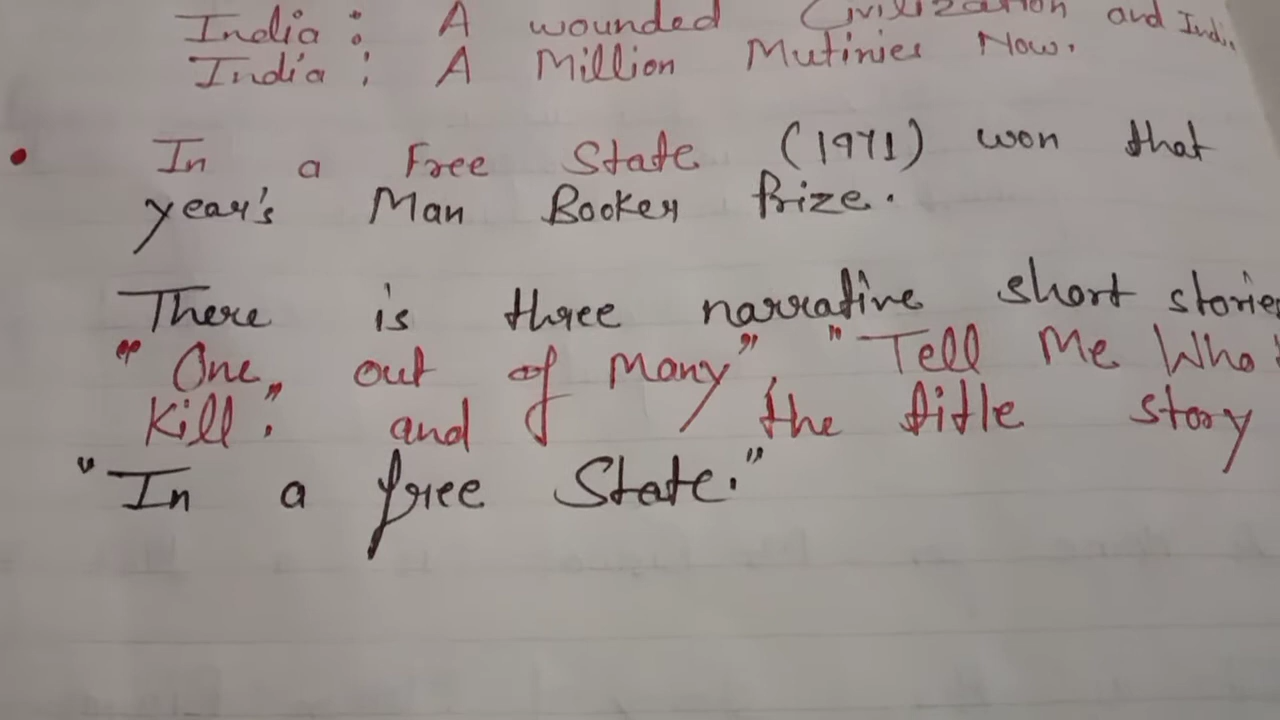 India : A wounded Civilization and
India : A Million Mutinies Now.
• In a Free State (1971) won that
year's Man Booker Prize.
There is three narrative short stories
"One, out of Many", "Tell Me Who
Kill". and the title story
"In a free State."